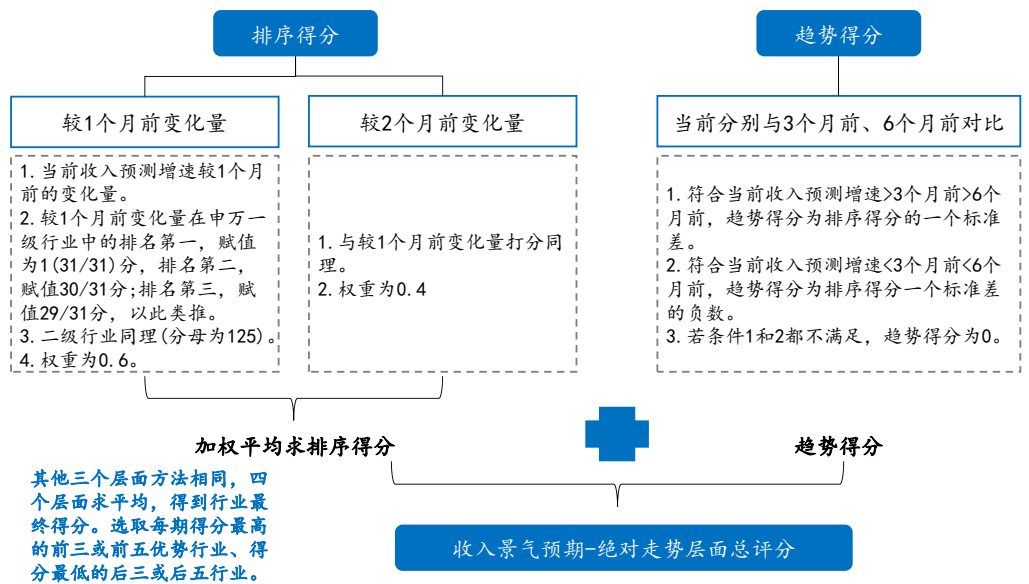 排序得分
趋势得分
较1个月前变化量
较2个月前变化量
当前分别与3个月前、6个月前对比
1.当前收入预测增速较1个月
前的变化量。
2.较1个月前变化量在申万一
级行业中的排名第一，赋值
为1(31/31)分，排名第二，
赋值30/31分;排名第三，赋
值29/31分，以此类推。
3.二级行业同理(分母为125)。
4.权重为0.6。
1.与较1个月前变化量打分同
理。
2.权重为0.4
1.符合当前收入预测增速>3个月前>6个
月前，趋势得分为排序得分的一个标准
差。
2.符合当前收入预测增速<3个月前<6个
月前，趋势得分为排序得分一个标准差
的负数。
3.若条件1和2都不满足，趋势得分为0。
加权平均求排序得分
趋势得分
其他三个层面方法相同，四
个层面求平均，得到行业最
终得分。选取每期得分最高
的前三或前五优势行业、得
分最低的后三或后五行业。
收入景气预期-绝对走势层面总评分